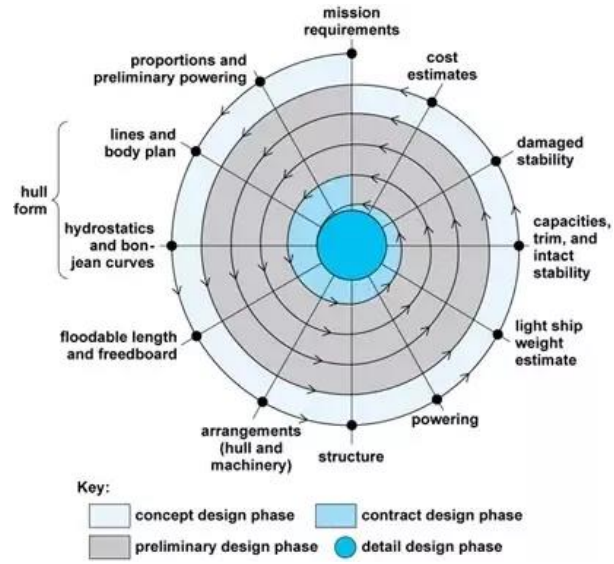 mission
requirements
proportions and
preliminary powering
cost
estimates
lines and
body plan
damaged
stability
hull
form
hydrostatics
and bon-
jean curves
capacities,
trim, and
intact
stability
floodable length
and freedboard
light ship
weight
estimate
arrangements
(hull and
machinery)
structure
powering
Key:
concept design phase
contract design phase
preliminary design phase
detail design phase